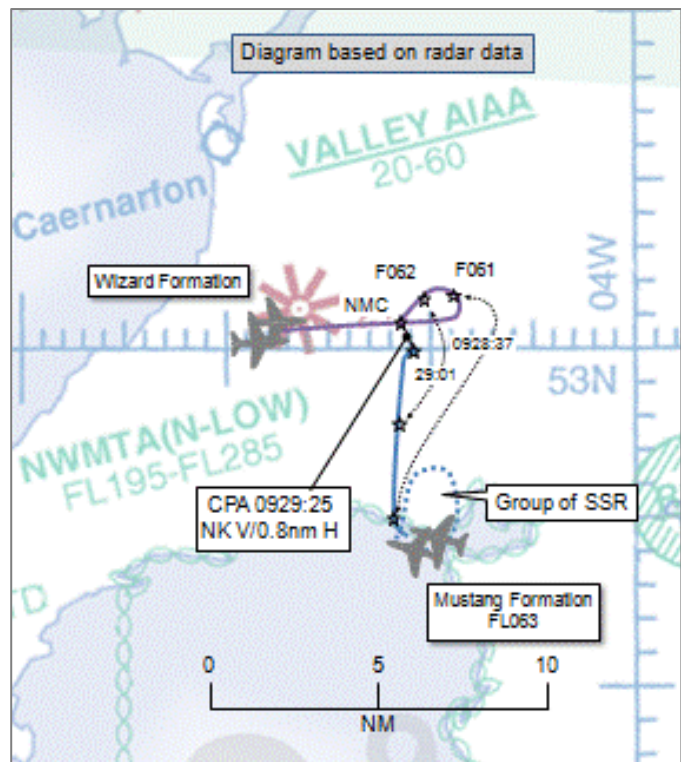 Diagram based on radar data
VALLEY AIAA
20-60
Caernarfon
Wizard Formation
F062
F061
NMC
04W
0928:37
29:01
53N
NWMTA(N-LOW)
FL195-FL285
CPA 0929:25
NK V/0.8nm H
Group of SSR
TD
Mustang Formation
FL063
0
5
10
NM